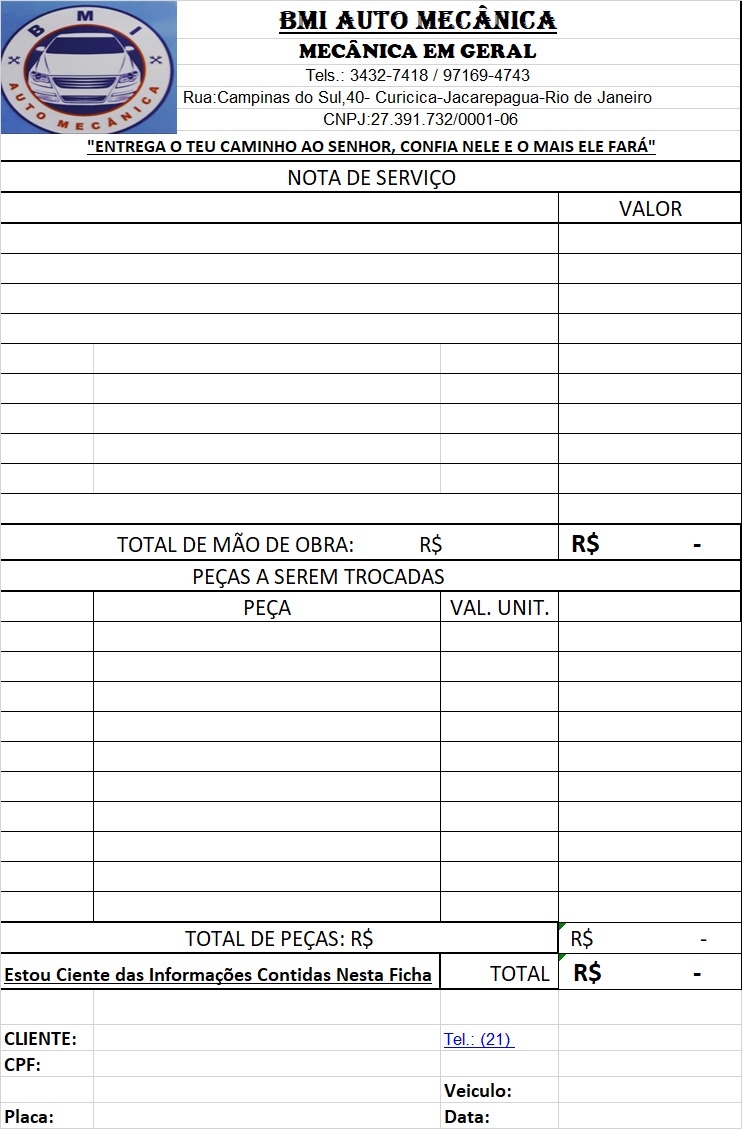 BMI
AUTO MECÂNICA
BMI AUTO MECÂNICA
MECÂNICA EM GERAL
Tels.: 3432-7418 / 97169-4743
Rua:Campinas do Sul,40- Curicica-Jacarepagua-Rio de Janeiro
CNPJ:27.391.732/0001-06
"ENTREGA O TEU CAMINHO AO SENHOR, CONFIA NELE E O MAIS ELE FARÁ"
NOTA DE SERVIÇO
VALOR
TOTAL DE MÃO DE OBRA: R$ R$ -
PEÇAS A SEREM TROCADAS
PEÇA VAL. UNIT.
TOTAL DE PEÇAS: R$ R$ -
Estou Ciente das Informações Contidas Nesta Ficha TOTAL R$ -
CLIENTE: Tel.: (21)
CPF:
Veiculo:
Placa: Data: